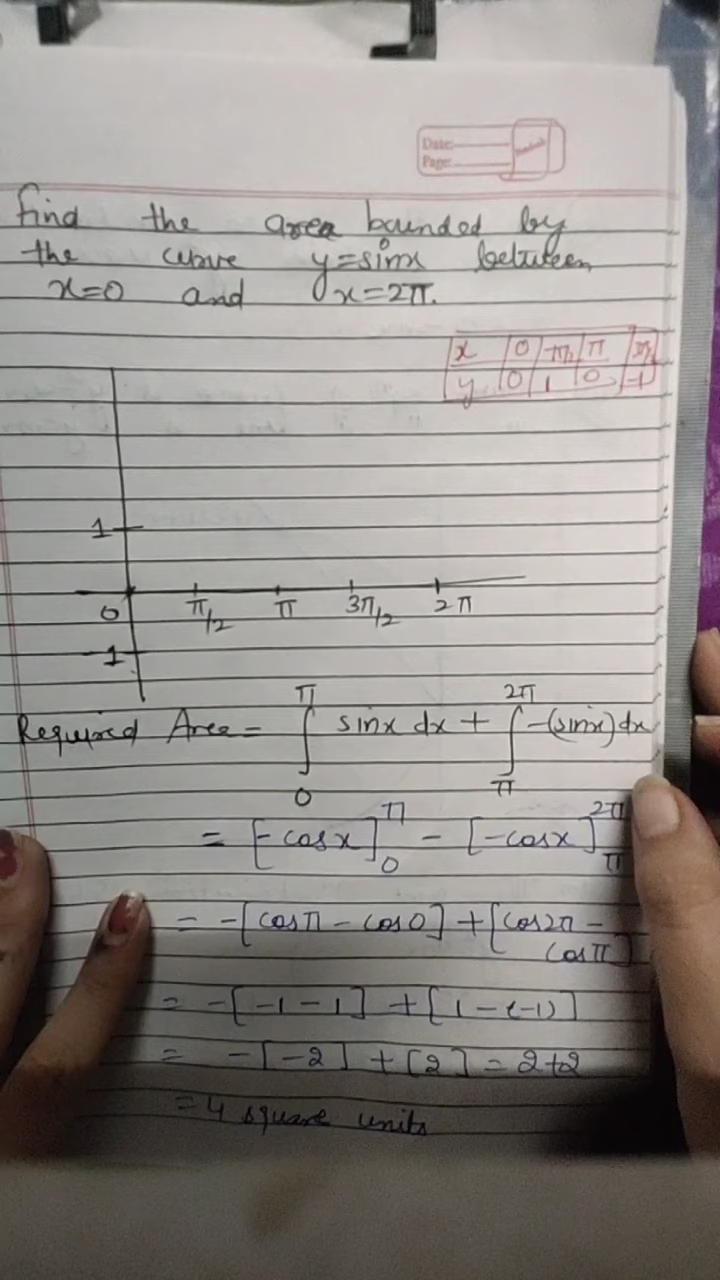 Date:
Page:
find the area bounded by
the curve y=sinx between
x=0 and x=2π.
x 0 π/2 π 3π/2
y 0 1 0 -1
1
0 π/2 π 3π/2 2π
-1
Required Area = ∫₀^π sinx dx + ∫_π^2π -(sinx) dx
= [-cosx]₀^π - [-cosx]_π^2π
= -[cosπ - cos0] + [cos2π -
cosπ]
= -[-1-1] + [1-(-1)]
= -[-2] + [2] = 2+2
= 4 square units